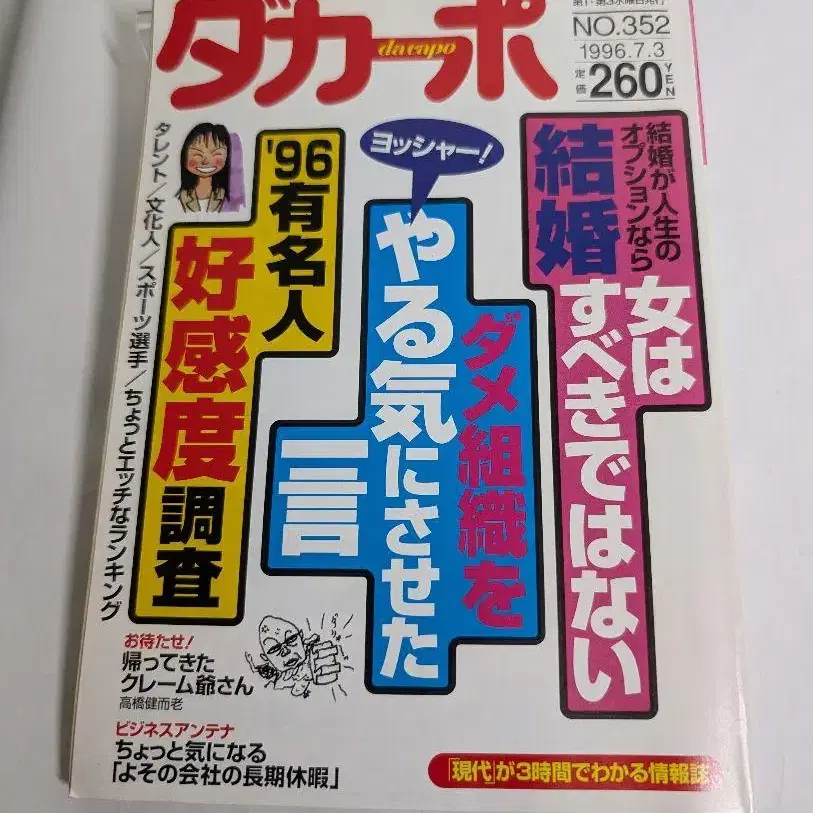 ダカーポ
da capo
第1・第3水曜日発行
NO.352
1996.7.3
定価260YEN
結婚が人生の
オプションなら
女は
結婚すべきではない
ヨッシャー!
ダメ組織を
やる気にさせた
一言
'96有名人
好感度調査
タレント/文化人/スポーツ選手/ちょっとエッチなランキング
お待たせ!
帰ってきた
クレーム爺さん
高橋健而老
ビジネスアンテナ
ちょっと気になる
「よその会社の長期休暇」
「現代」が3時間でわかる情報誌